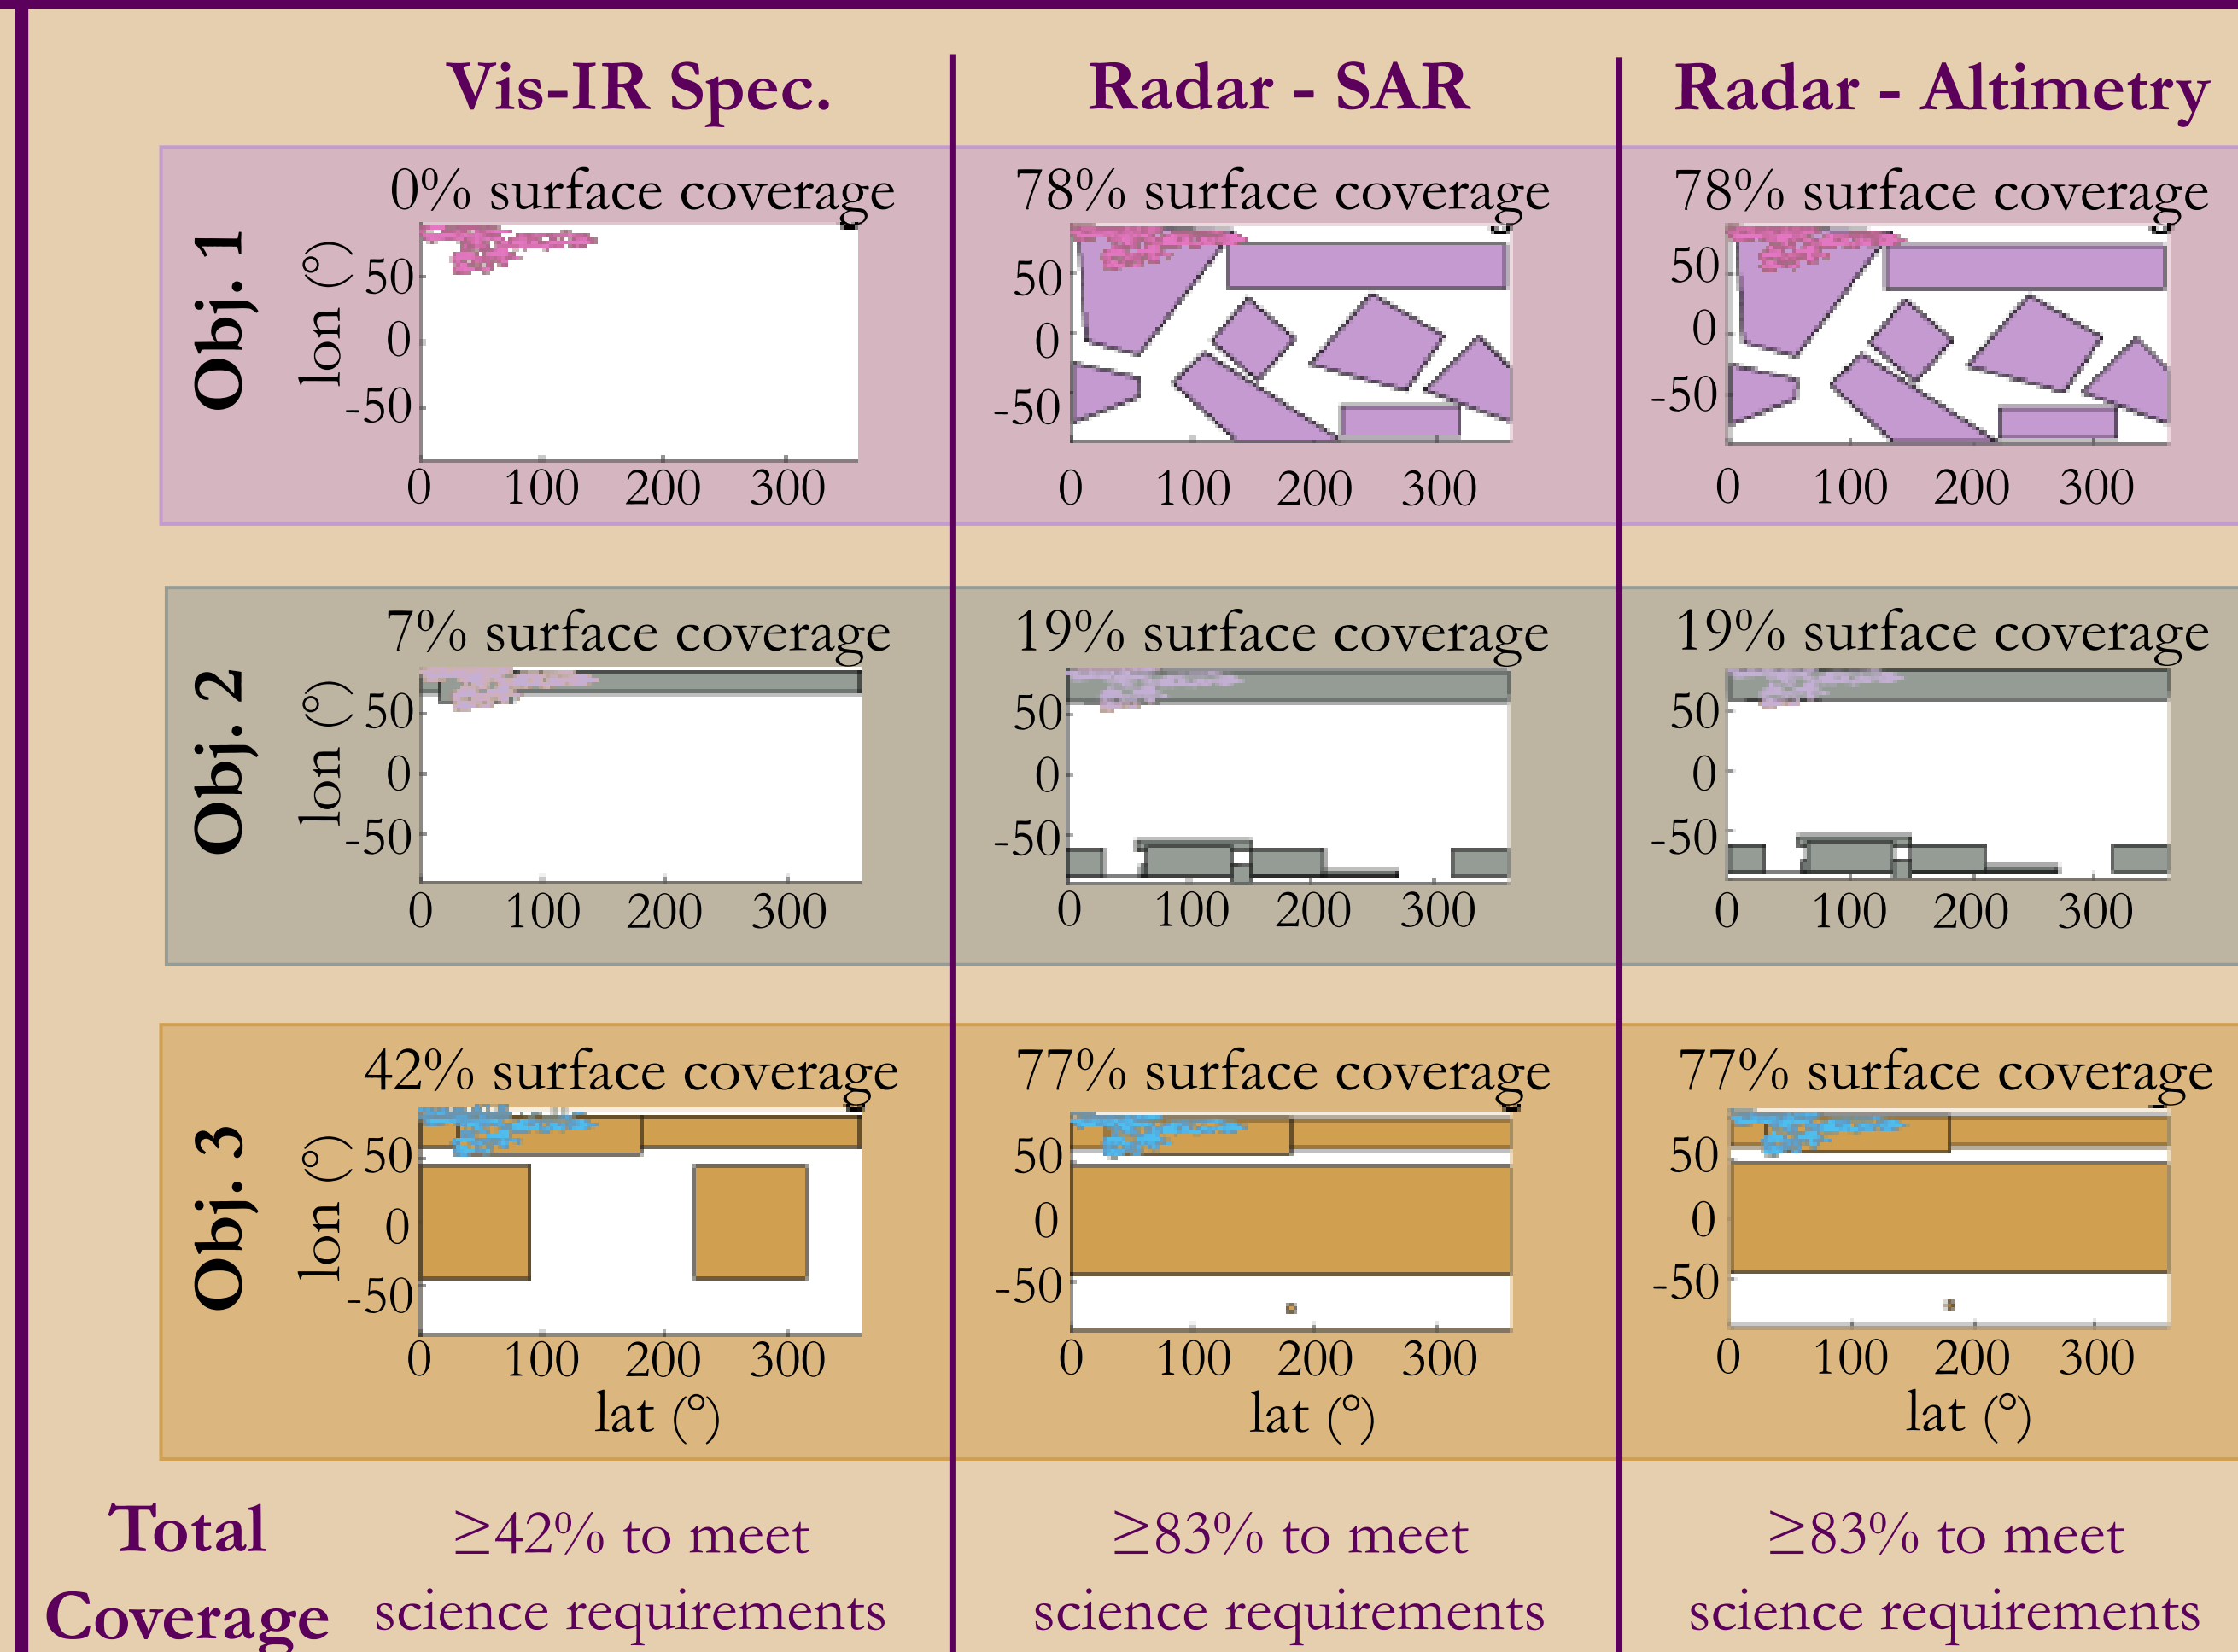 Vis-IR Spec.
Radar - SAR
Radar - Altimetry
Obj. 1
0% surface coverage
lon (°)
50
0
-50
0 100 200 300
78% surface coverage
50
0
-50
0 100 200 300
78% surface coverage
50
0
-50
0 100 200 300
Obj. 2
7% surface coverage
lon (°)
50
0
-50
0 100 200 300
19% surface coverage
50
0
-50
0 100 200 300
19% surface coverage
50
0
-50
0 100 200 300
Obj. 3
42% surface coverage
lon (°)
50
0
-50
0 100 200 300
lat (°)
77% surface coverage
50
0
-50
0 100 200 300
lat (°)
77% surface coverage
50
0
-50
0 100 200 300
lat (°)
Total
Coverage
≥42% to meet
science requirements
≥83% to meet
science requirements
≥83% to meet
science requirements